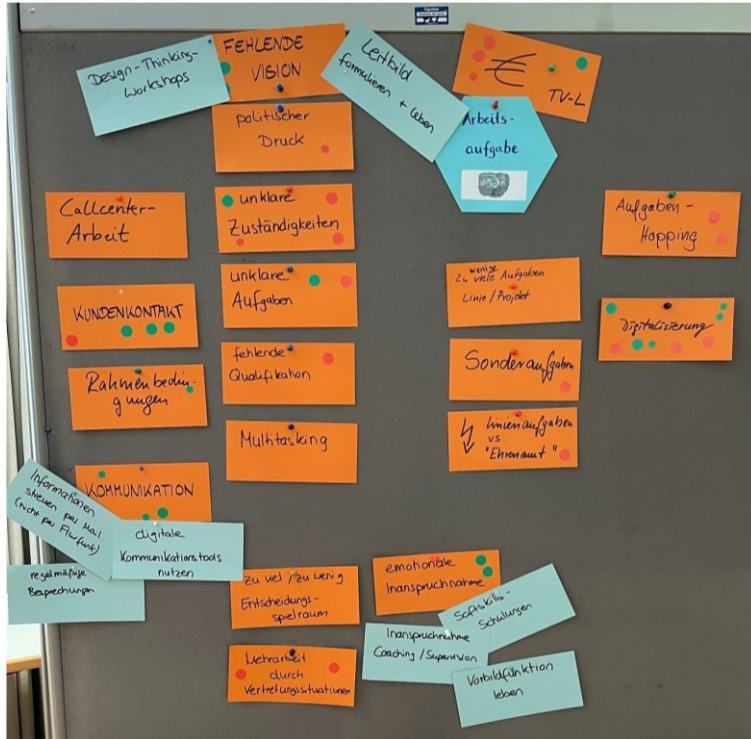 Design-Thinking-
Workshops
FEHLENDE
VISION
Leitbild
formulieren + leben
€
TV-L
politischer
Druck
Arbeits-
aufgabe
Callcenter-
Arbeit
unklare
Zuständigkeiten
Aufgaben-
Hopping
unklare
Aufgaben
wenige
Zu viele Aufgaben
Linie / Projekt
KUNDENKONTAKT
Digitalisierung
fehlende
Qualifikation
Sonderaufgaben
Rahmenbedin-
gungen
Multitasking
Linienaufgaben
vs.
"Ehrenamt"
KOMMUNIKATION
Informationen
streuen per Mail
(nicht per Flurfunk)
digitale
Kommunikationstools
nutzen
regelmäßige
Besprechungen
zu viel / zu wenig
Entscheidungs-
spielraum
emotionale
Inanspruchnahme
Softskills-
Schulungen
Inanspruchnahme
Coaching / Supervision
Mehrarbeit
durch
Vertretungssituationen
Vorbildfunktion
leben